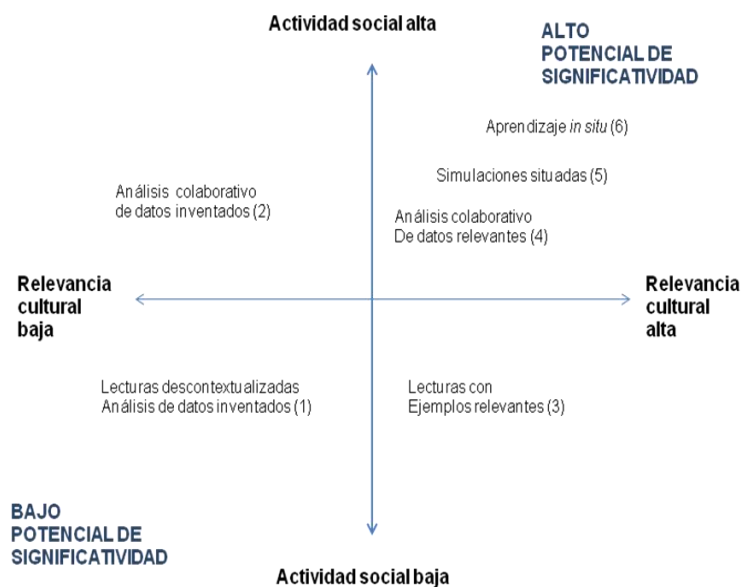 Actividad social alta
ALTO
POTENCIAL DE
SIGNIFICATIVIDAD
Aprendizaje in situ (6)
Simulaciones situadas (5)
Análisis colaborativo
de datos inventados (2)
Análisis colaborativo
De datos relevantes (4)
Relevancia
cultural
baja
Relevancia
cultural
alta
Lecturas descontextualizadas
Análisis de datos inventados (1)
Lecturas con
Ejemplos relevantes (3)
BAJO
POTENCIAL DE
SIGNIFICATIVIDAD
Actividad social baja